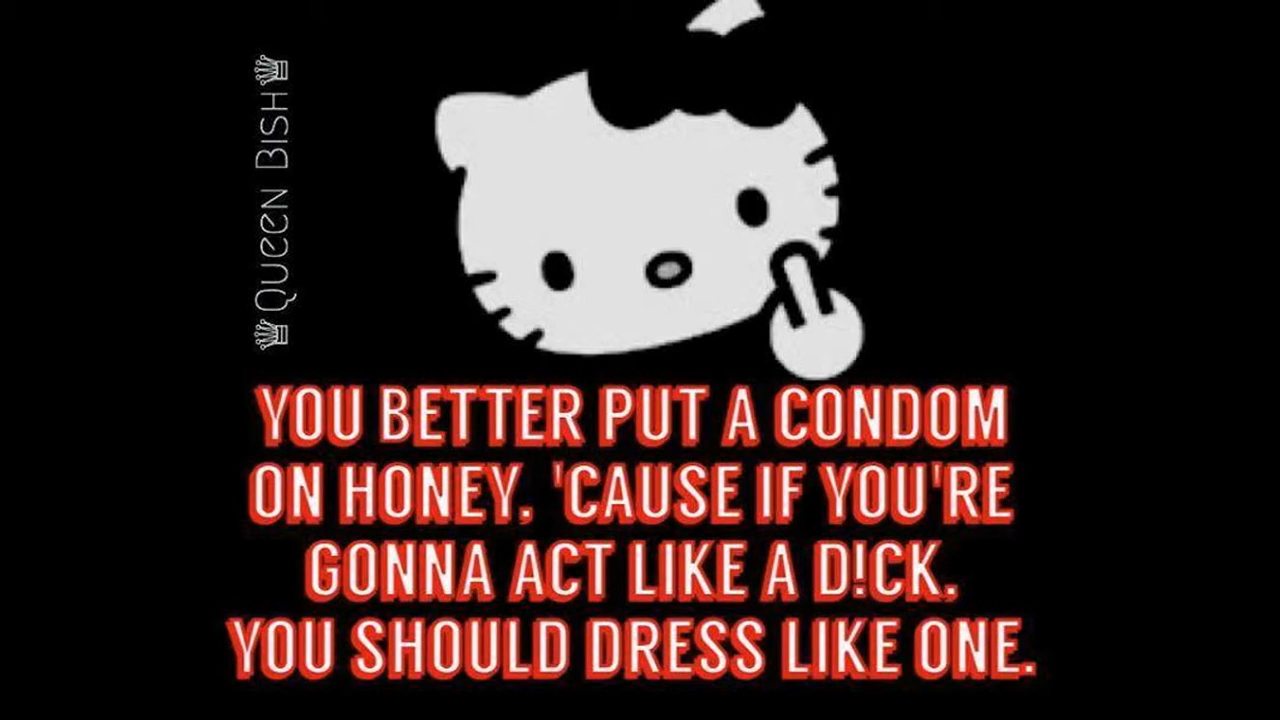 ♛QUEEN BISH♛
YOU BETTER PUT A CONDOM
ON HONEY. 'CAUSE IF YOU'RE
GONNA ACT LIKE A D!CK.
YOU SHOULD DRESS LIKE ONE.